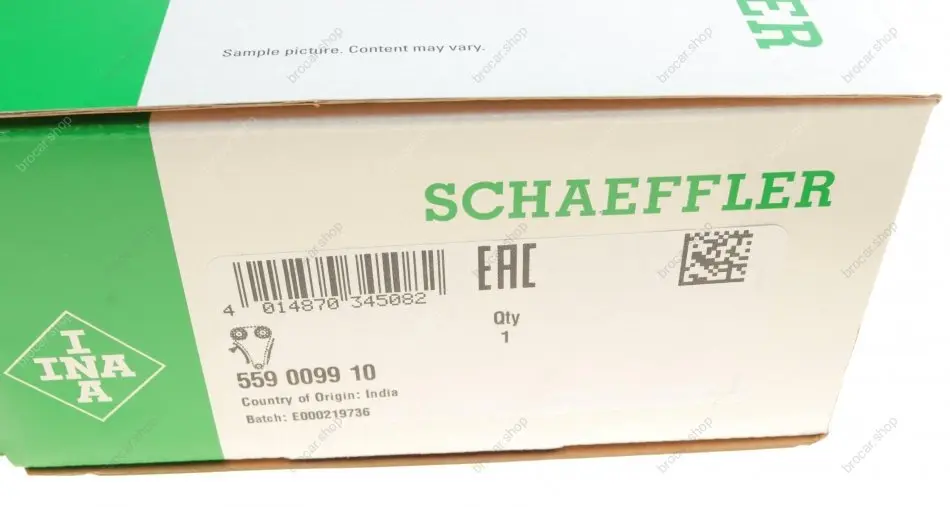 Sample picture. Content may vary.
ER
SCHAEFFLER
EAC
4 014870 345082
Qty
1
559 0099 10
Country of Origin: India
Batch: E000219736
I
INA
A
brocar.shop